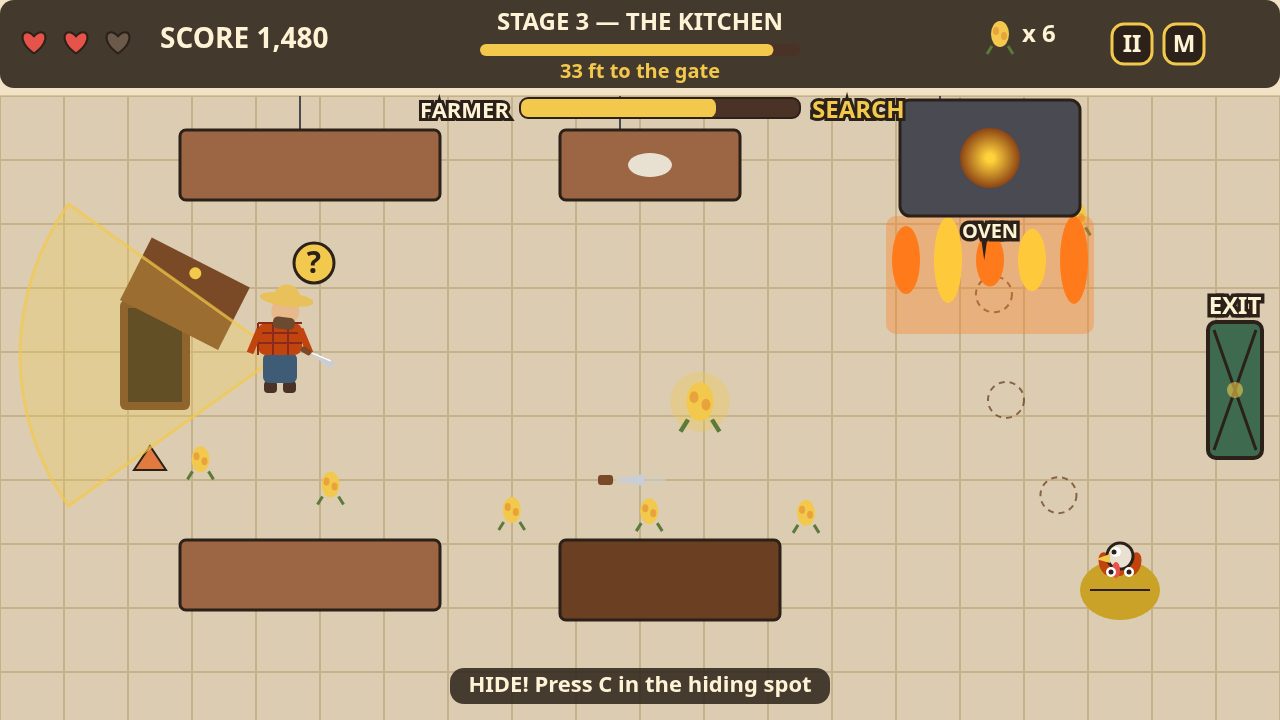 SCORE 1,480
STAGE 3 — THE KITCHEN
33 ft to the gate
x 6
II
M
FARMER
SEARCH
?
OVEN
EXIT
HIDE! Press C in the hiding spot